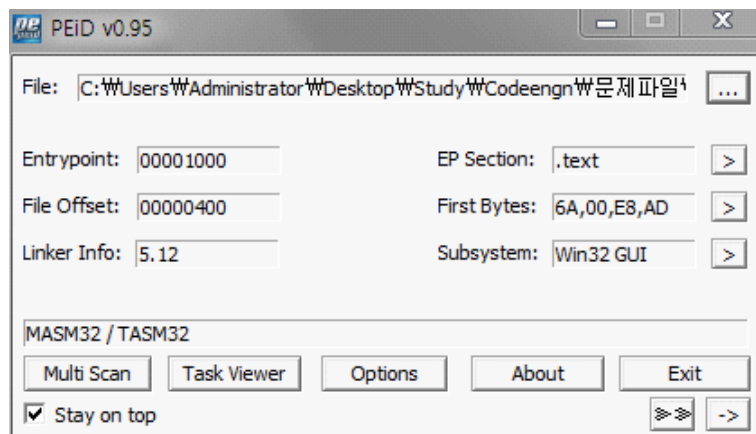 PEiD v0.95
File: C:₩Users₩Administrator₩Desktop₩Study₩Codeengn₩문제파일 ...
Entrypoint: 00001000 EP Section: .text >
File Offset: 00000400 First Bytes: 6A,00,E8,AD >
Linker Info: 5.12 Subsystem: Win32 GUI >
MASM32 / TASM32
Multi Scan Task Viewer Options About Exit
Stay on top ->